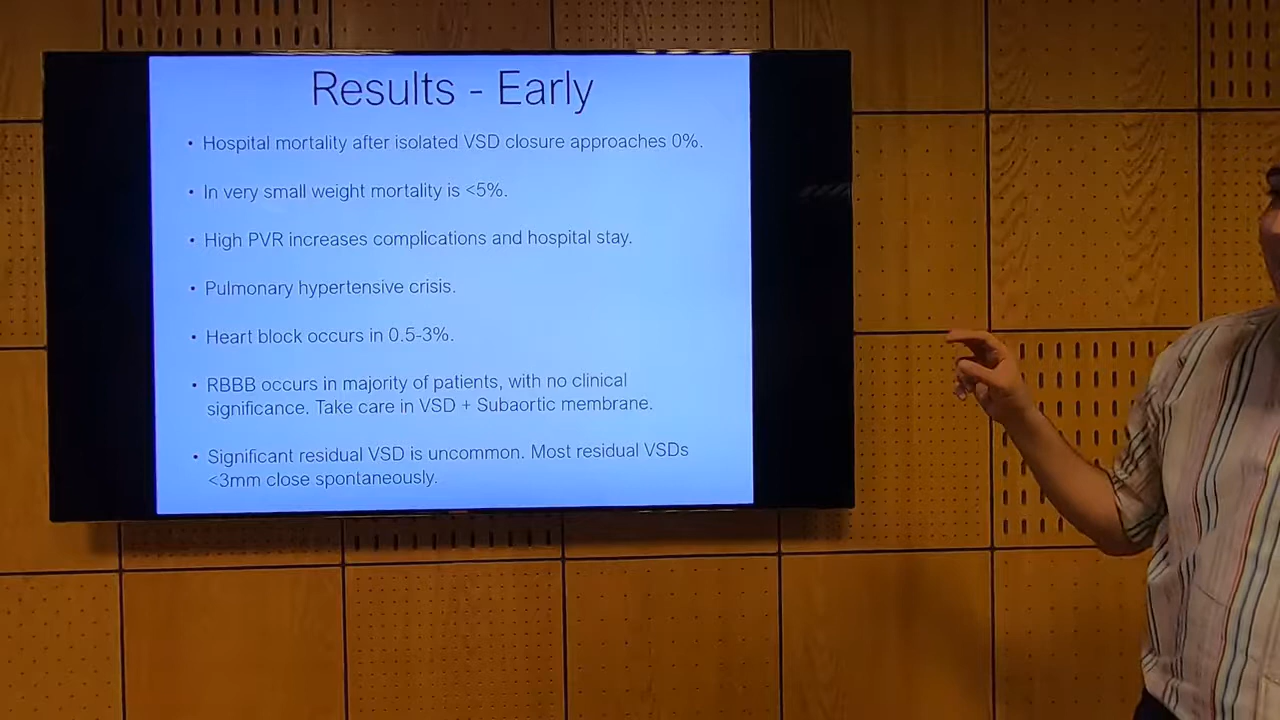 Results - Early
• Hospital mortality after isolated VSD closure approaches 0%.
• In very small weight mortality is <5%.
• High PVR increases complications and hospital stay.
• Pulmonary hypertensive crisis.
• Heart block occurs in 0.5-3%.
• RBBB occurs in majority of patients, with no clinical
significance. Take care in VSD + Subaortic membrane.
• Significant residual VSD is uncommon. Most residual VSDs
<3mm close spontaneously.